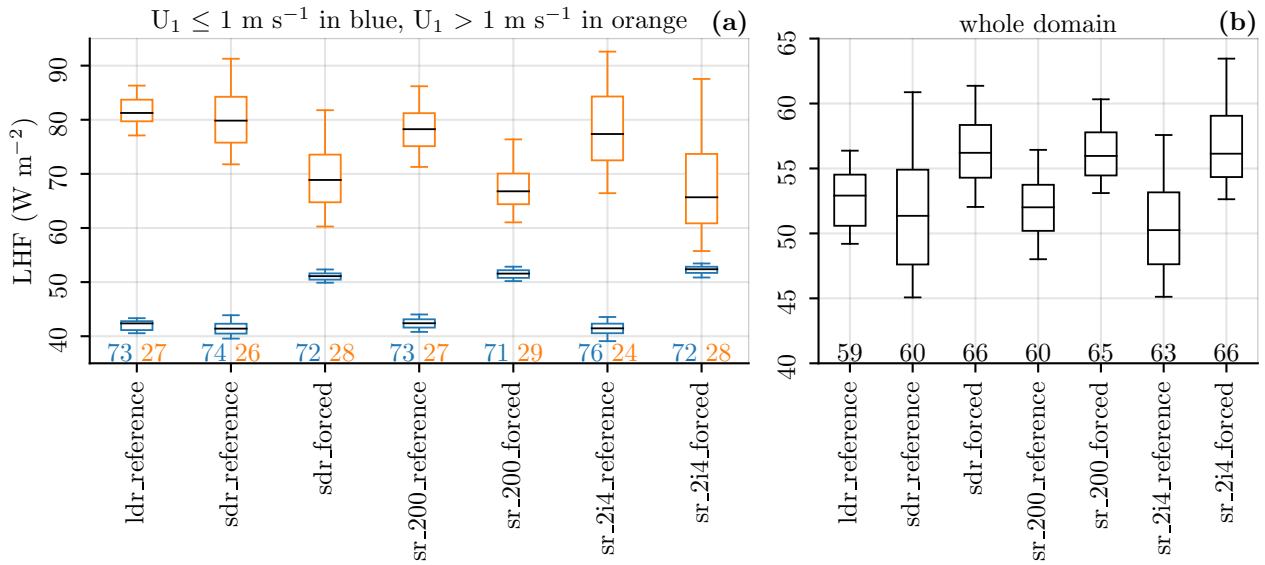 U₁ ≤ 1 m s⁻¹ in blue, U₁ > 1 m s⁻¹ in orange (a)
90
80
70
60
50
40
LHF (W m⁻²)
73 27 74 26 72 28 73 27 71 29 76 24 72 28
ldr_reference
sdr_reference
sdr_forced
sr_200_reference
sr_200_forced
sr_2i4_reference
sr_2i4_forced
whole domain (b)
65
60
55
50
45
40
59 60 66 60 65 63 66
ldr_reference
sdr_reference
sdr_forced
sr_200_reference
sr_200_forced
sr_2i4_reference
sr_2i4_forced